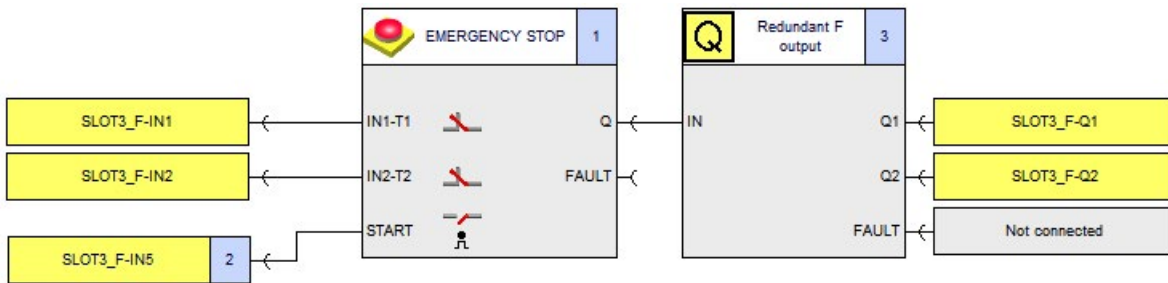 EMERGENCY STOP
1
Q
Redundant F
output
3
SLOT3_F-IN1
IN1-T1
Q
IN
Q1
SLOT3_F-Q1
SLOT3_F-IN2
IN2-T2
FAULT
Q2
SLOT3_F-Q2
START
FAULT
Not connected
SLOT3_F-IN5
2